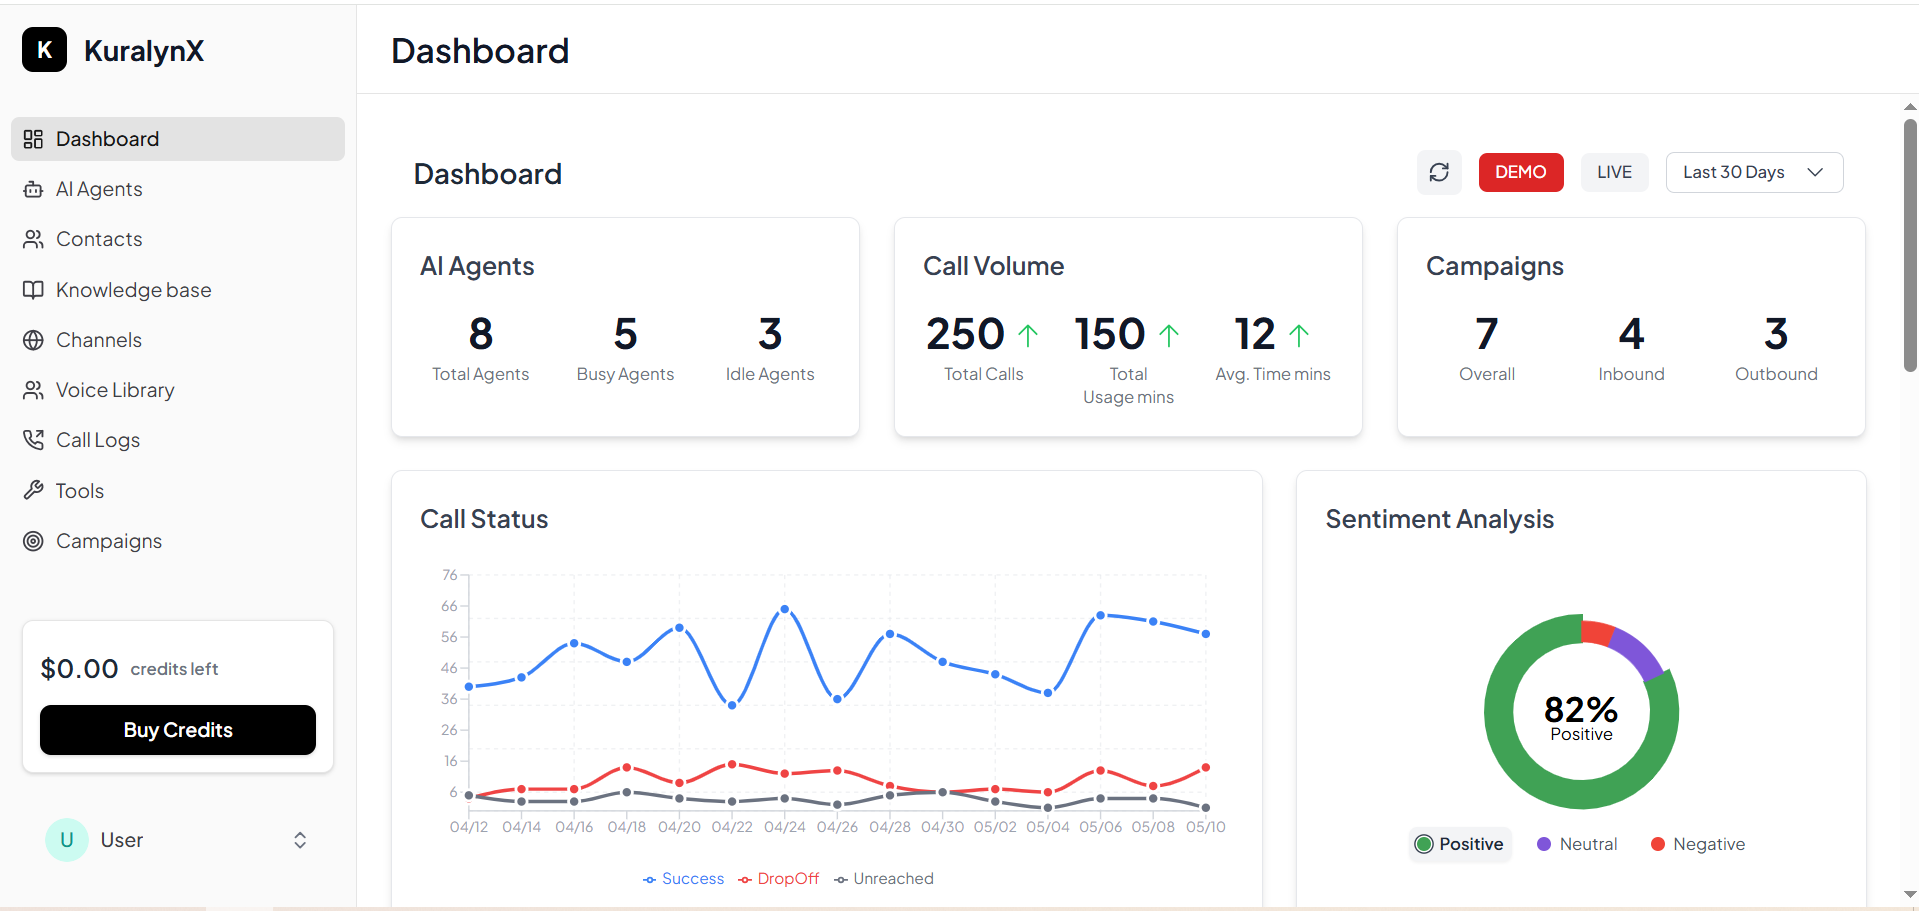 K KuralynX
Dashboard
AI Agents
Contacts
Knowledge base
Channels
Voice Library
Call Logs
Tools
Campaigns
$0.00 credits left
Buy Credits
U User
Dashboard
Dashboard
DEMO LIVE Last 30 Days
AI Agents
8 5 3
Total Agents Busy Agents Idle Agents
Call Volume
250 150 12
Total Calls Total Usage mins Avg. Time mins
Campaigns
7 4 3
Overall Inbound Outbound
Call Status
76
66
56
46
36
26
16
6
04/12 04/14 04/16 04/18 04/20 04/22 04/24 04/26 04/28 04/30 05/02 05/04 05/06 05/08 05/10
Success DropOff Unreached
Sentiment Analysis
82%
Positive
Positive Neutral Negative